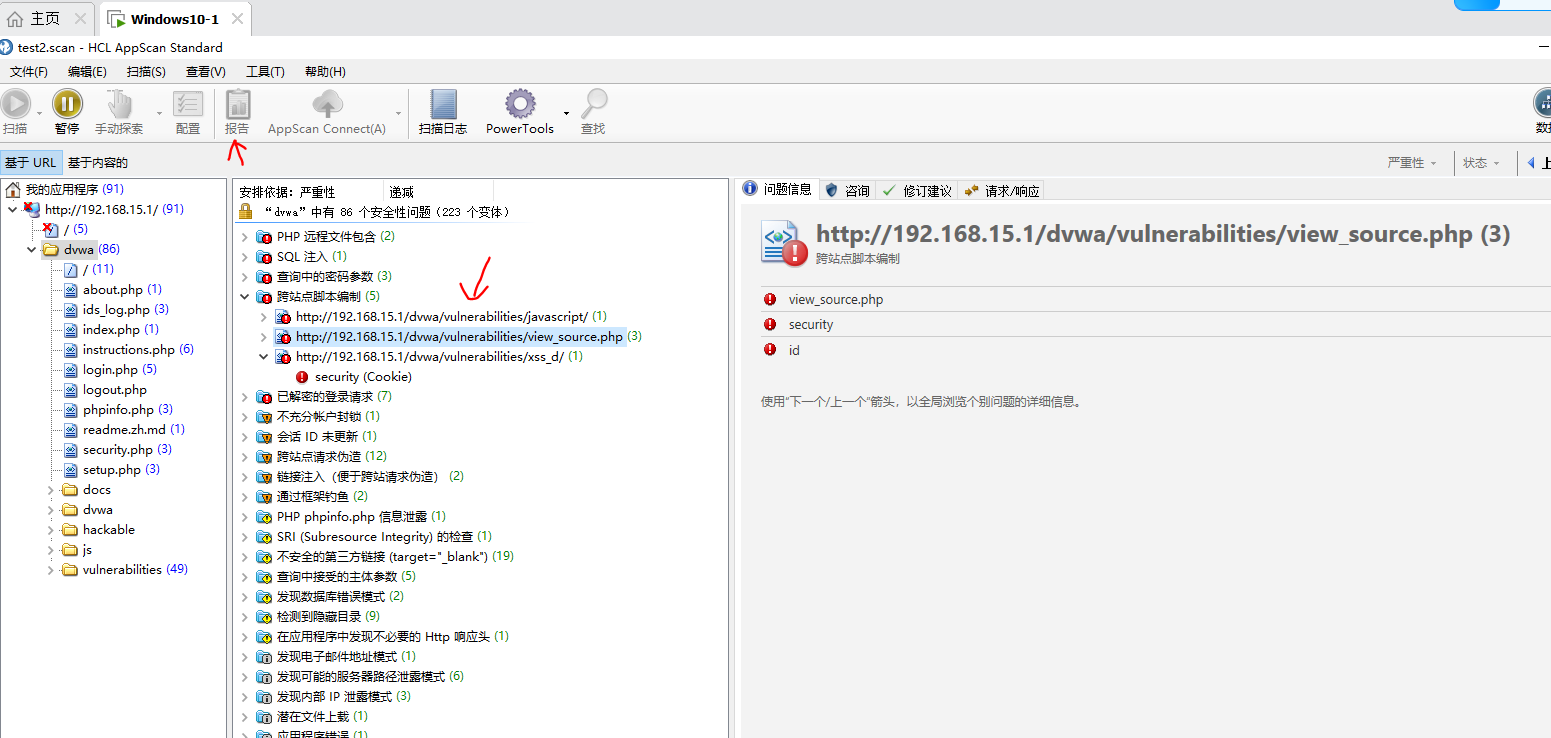 主页
Windows10-1
test2.scan - HCL AppScan Standard
文件(F) 编辑(E) 扫描(S) 查看(V) 工具(T) 帮助(H)
扫描 暂停 手动探索 配置 报告 AppScan Connect(A) 扫描日志 PowerTools 查找
基于 URL 基于内容的
严重性 状态 上
我的应用程序 (91)
http://192.168.15.1/ (91)
/ (5)
dvwa (86)
/ (11)
about.php (1)
ids_log.php (3)
index.php (1)
instructions.php (6)
login.php (5)
logout.php
phpinfo.php (3)
readme.zh.md (1)
security.php (3)
setup.php (3)
docs
dvwa
hackable
js
vulnerabilities (49)
安排依据：严重性 递减
“dvwa”中有 86 个安全性问题（223 个变体）
PHP 远程文件包含 (2)
SQL 注入 (1)
查询中的密码参数 (3)
跨站点脚本编制 (5)
http://192.168.15.1/dvwa/vulnerabilities/javascript/ (1)
http://192.168.15.1/dvwa/vulnerabilities/view_source.php (3)
http://192.168.15.1/dvwa/vulnerabilities/xss_d/ (1)
security (Cookie)
已解密的登录请求 (7)
不充分帐户封锁 (1)
会话 ID 未更新 (1)
跨站点请求伪造 (12)
链接注入（便于跨站请求伪造） (2)
通过框架钓鱼 (2)
PHP phpinfo.php 信息泄露 (1)
SRI (Subresource Integrity) 的检查 (1)
不安全的第三方链接 (target="_blank") (19)
查询中接受的主体参数 (5)
发现数据库错误模式 (2)
检测到隐藏目录 (9)
在应用程序中发现不必要的 Http 响应头 (1)
发现电子邮件地址模式 (1)
发现可能的服务器路径泄露模式 (6)
发现内部 IP 泄露模式 (3)
潜在文件上载 (1)
应用程序错误 (1)
问题信息 咨询 修订建议 请求/响应
http://192.168.15.1/dvwa/vulnerabilities/view_source.php (3)
跨站点脚本编制
view_source.php
security
id
使用“下一个/上一个”箭头，以全局浏览个别问题的详细信息。